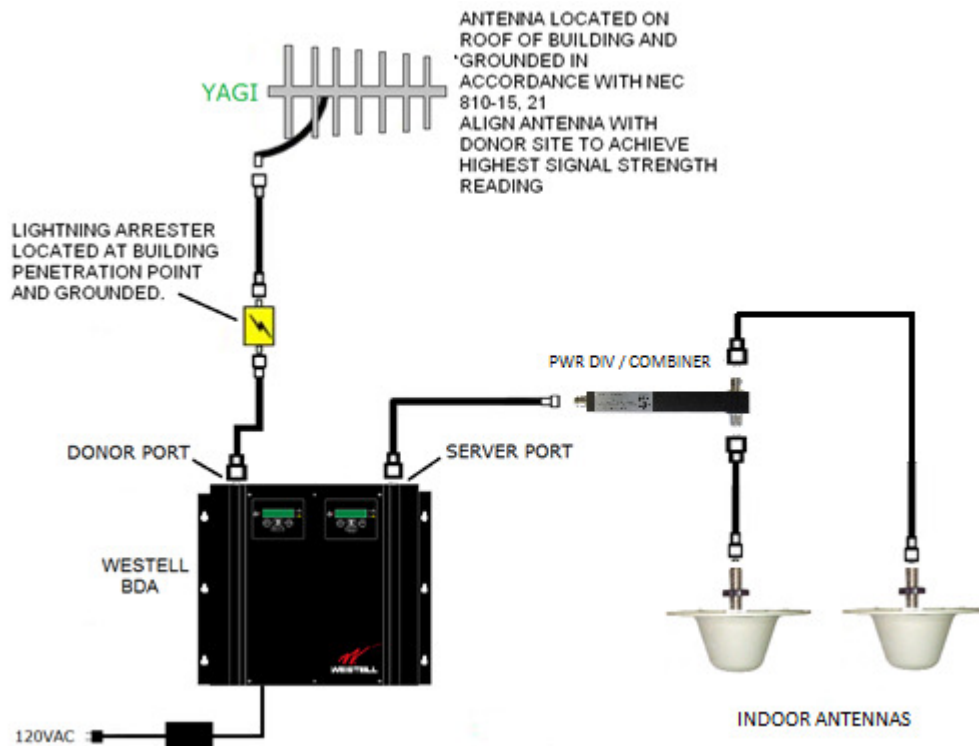 ANTENNA LOCATED ON
ROOF OF BUILDING AND
GROUNDED IN
ACCORDANCE WITH NEC
810-15, 21
ALIGN ANTENNA WITH
DONOR SITE TO ACHIEVE
HIGHEST SIGNAL STRENGTH
READING
YAGI
LIGHTNING ARRESTER
LOCATED AT BUILDING
PENETRATION POINT
AND GROUNDED.
PWR DIV / COMBINER
DONOR PORT
SERVER PORT
WESTELL
BDA
WESTELL
120VAC
INDOOR ANTENNAS